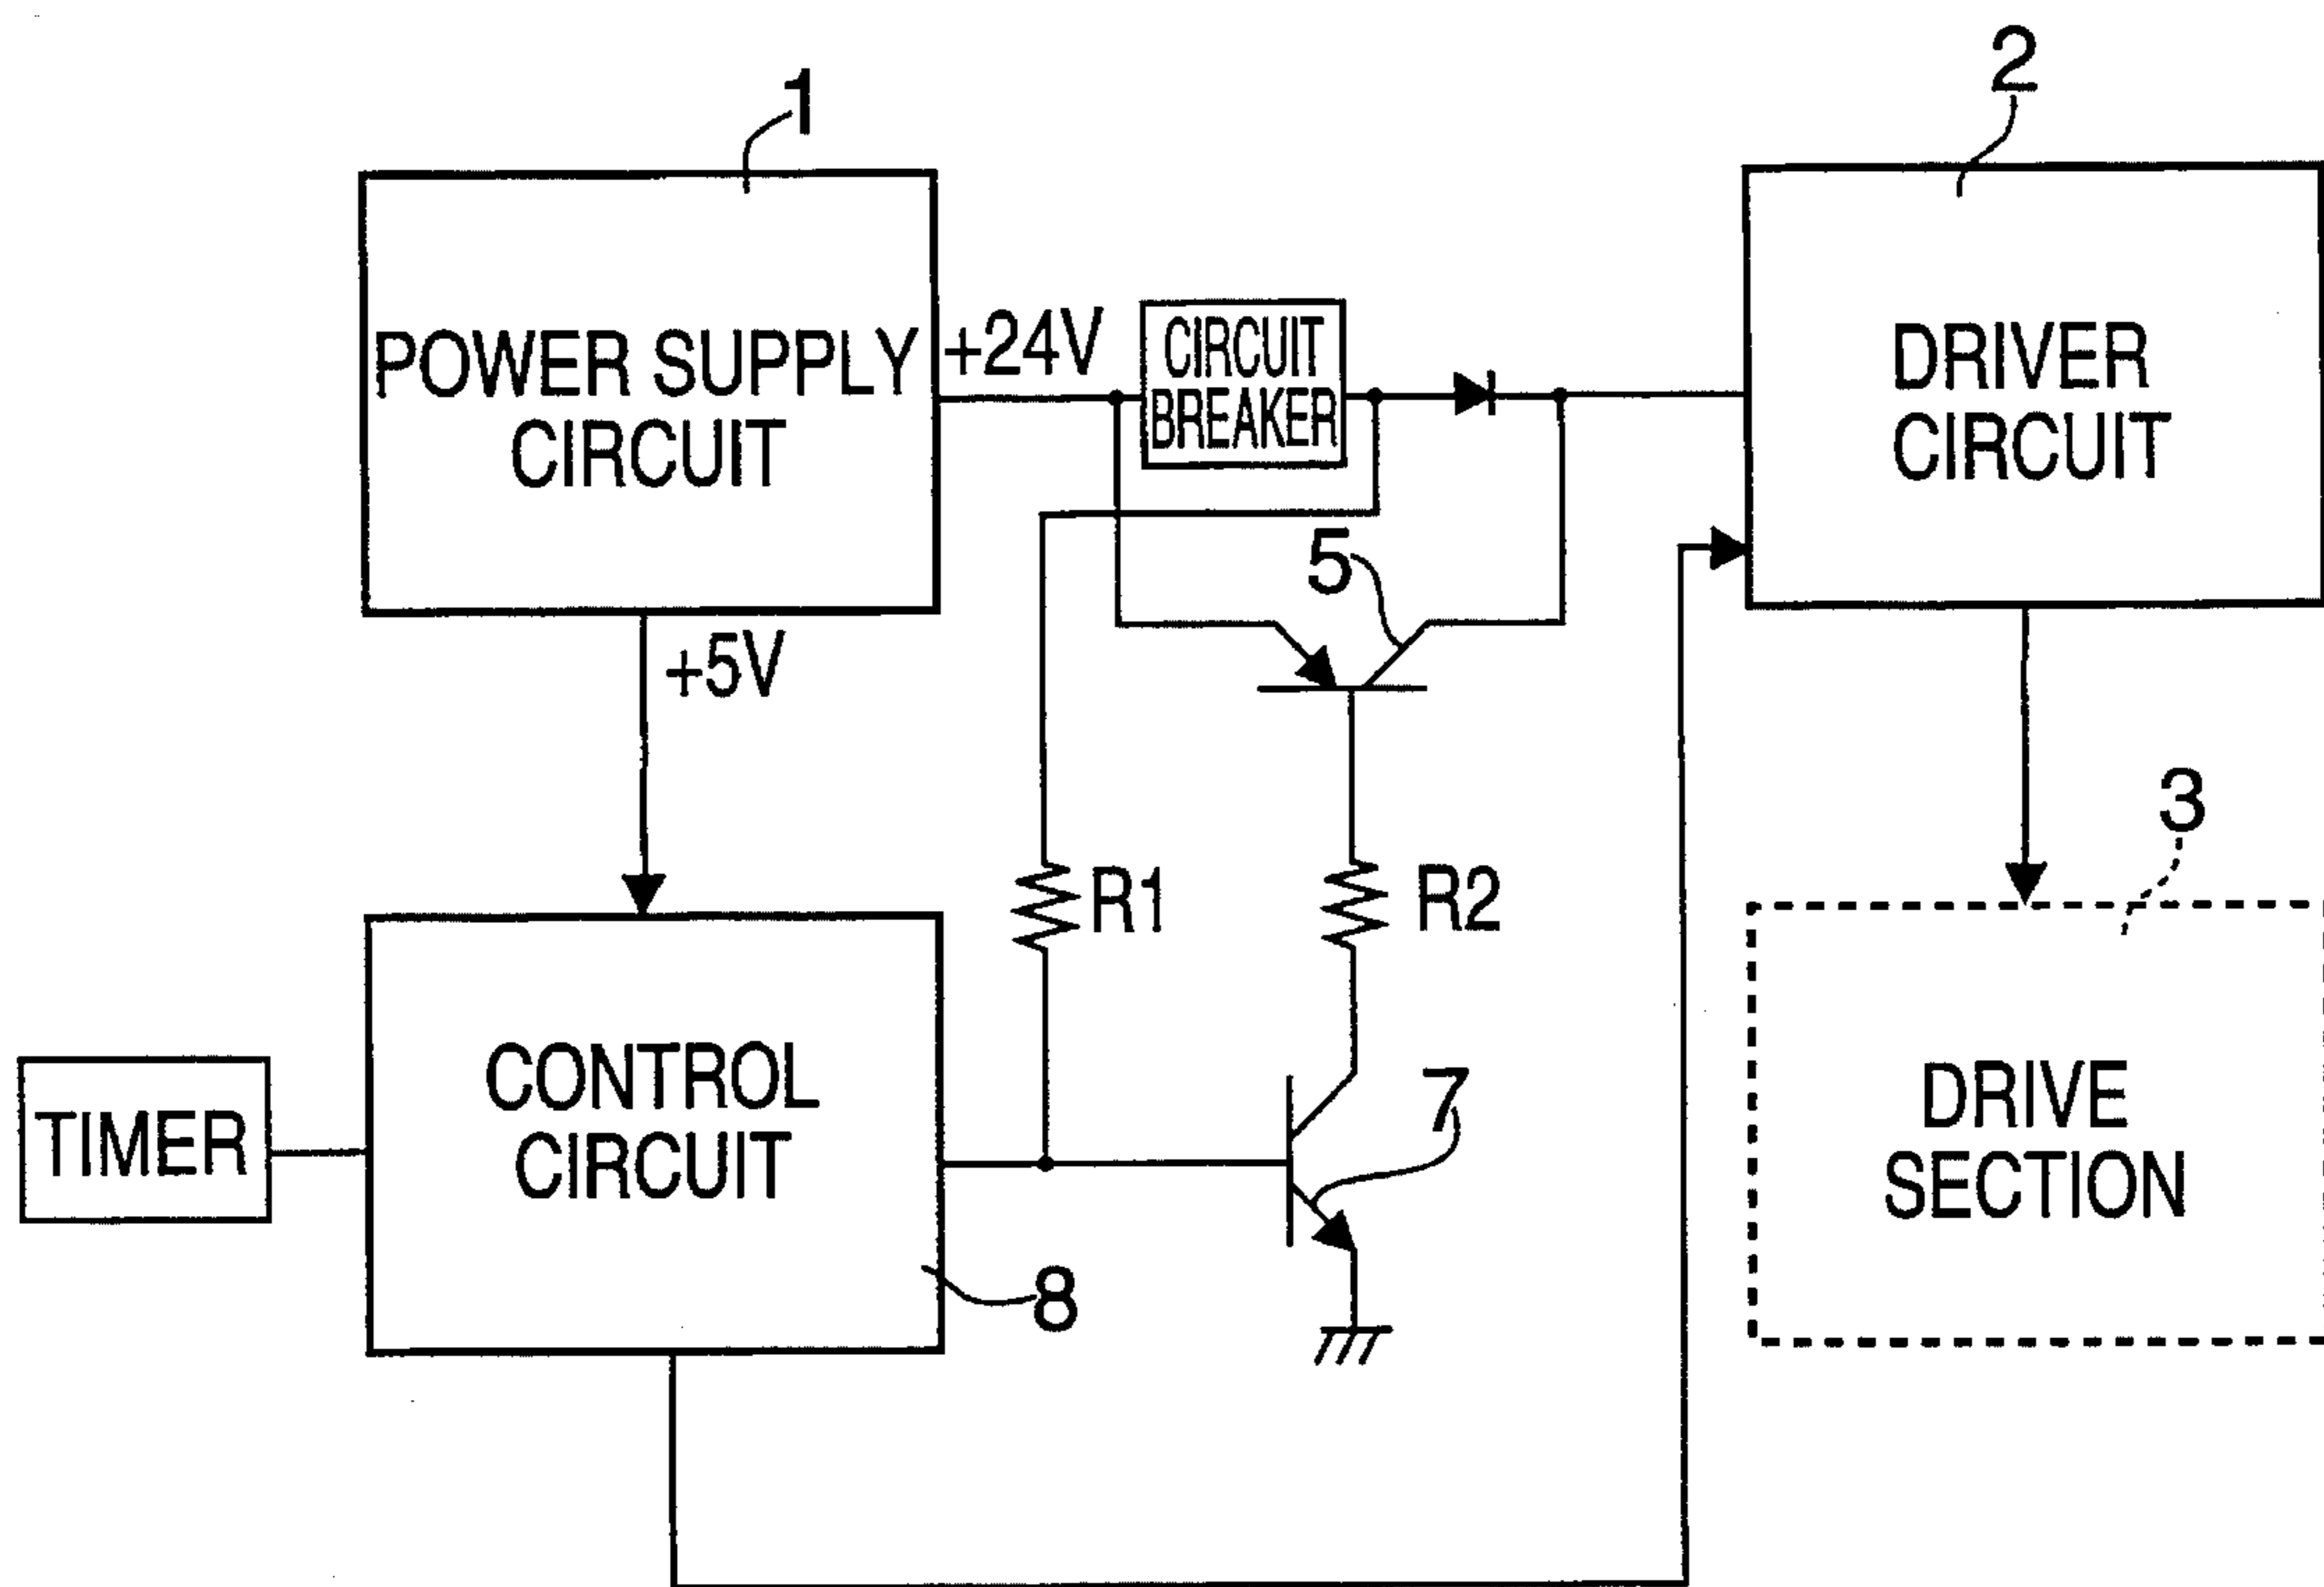 1
2
POWER SUPPLY
CIRCUIT
+24V
CIRCUIT
BREAKER
DRIVER
CIRCUIT
5
+5V
3
R1
R2
TIMER
CONTROL
CIRCUIT
7
DRIVE
SECTION
8